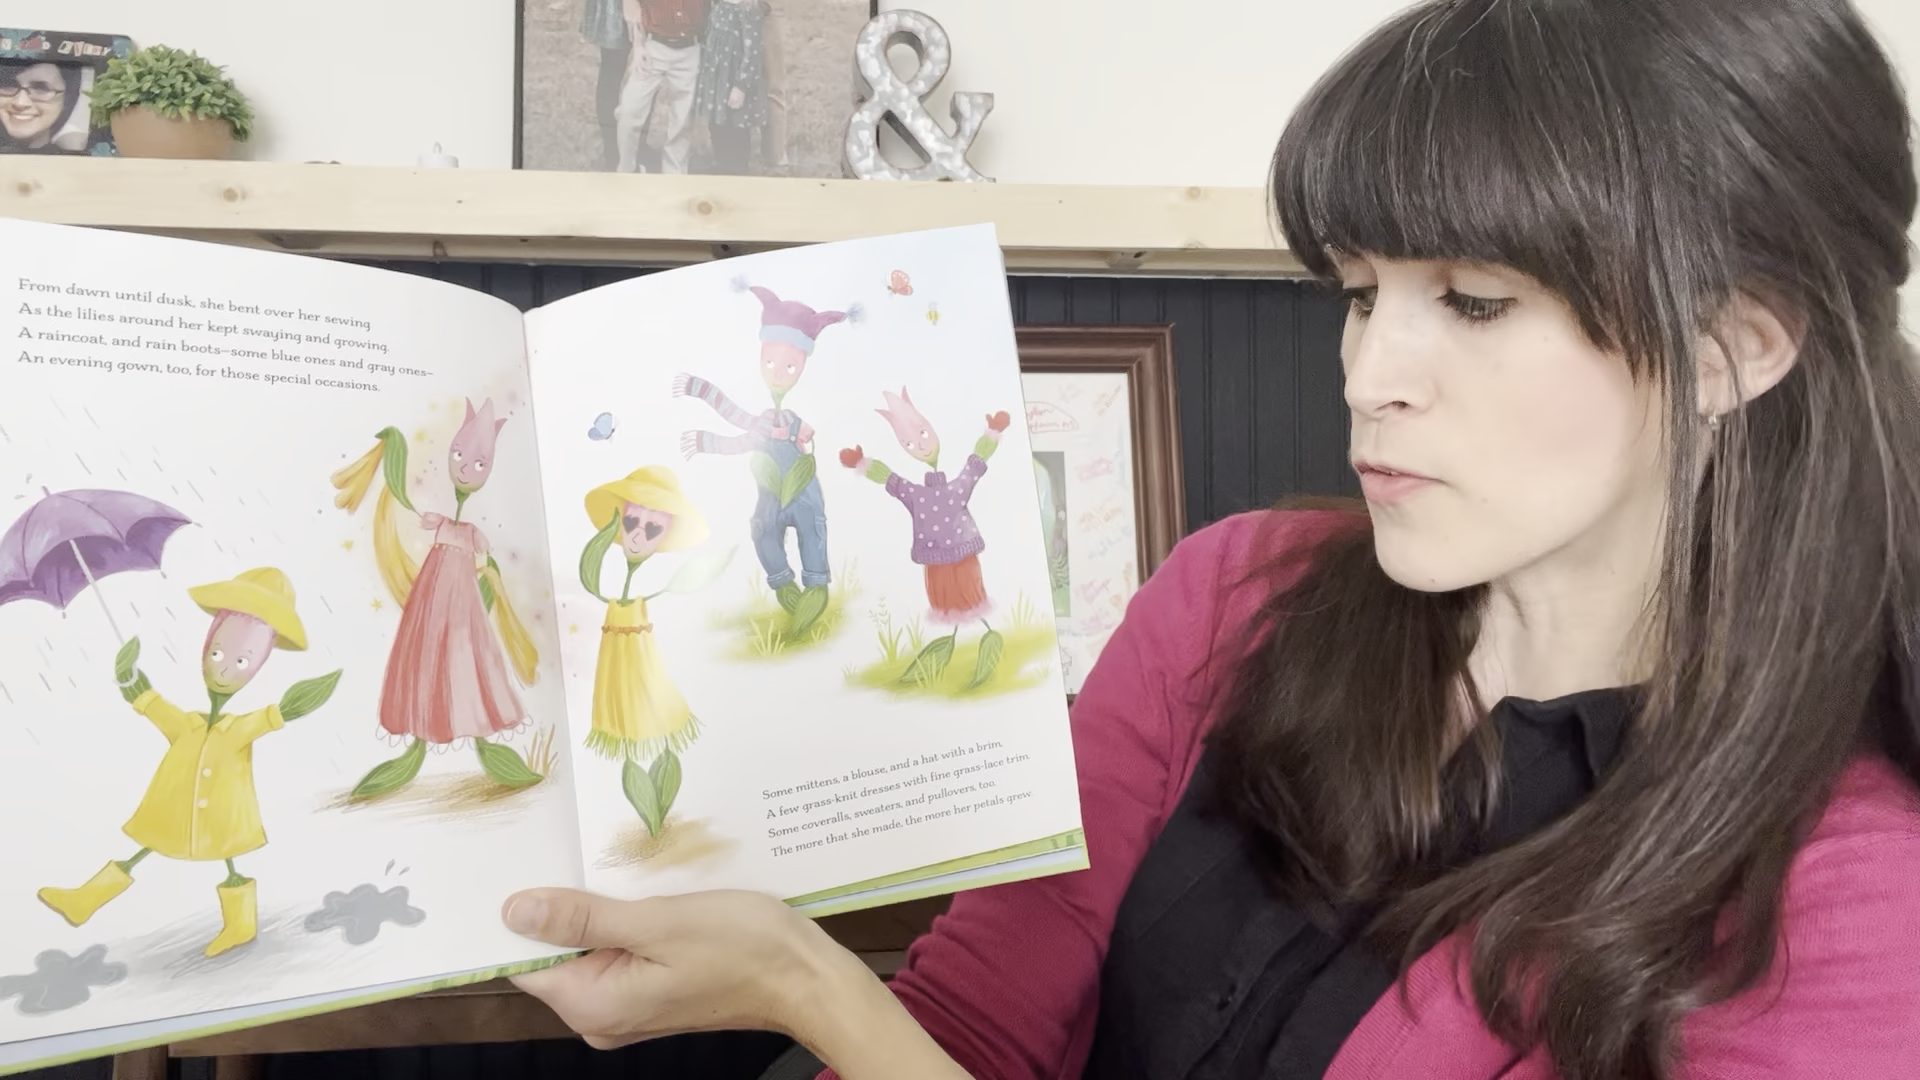 From dawn until dusk, she bent over her sewing
As the lilies around her kept swaying and growing.
A raincoat, and rain boots—some blue ones and gray ones—
An evening gown, too, for those special occasions.
Some mittens, a blouse, and a hat with a brim,
A few grass-knit dresses with fine grass-lace trim.
Some coveralls, sweaters, and pullovers, too.
The more that she made, the more her petals grew.
&